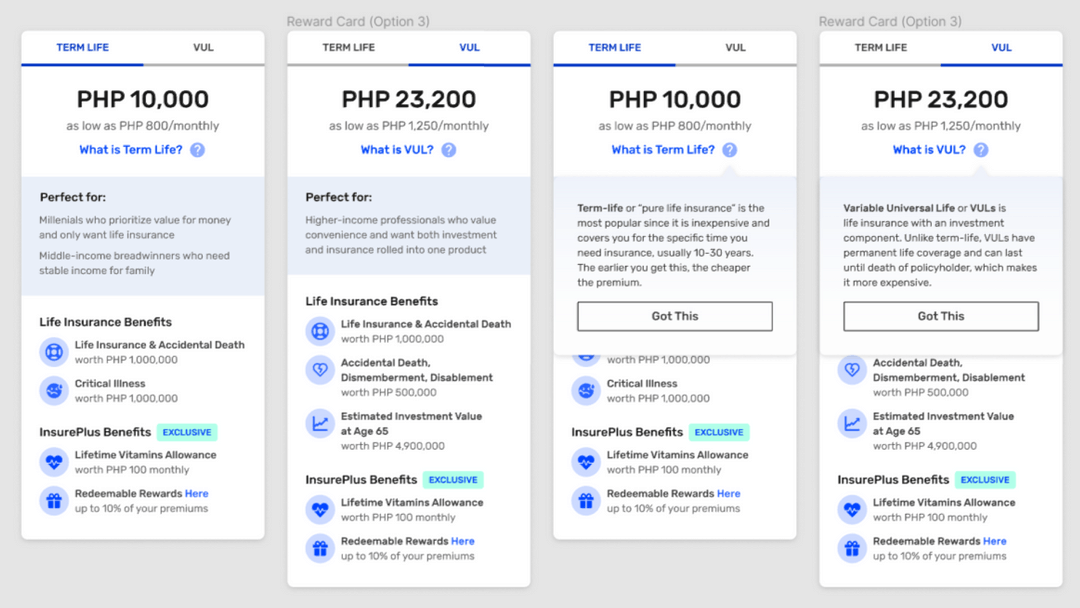 TERM LIFE
VUL
PHP 10,000
as low as PHP 800/monthly
What is Term Life? ?
Perfect for:
Millenials who prioritize value for money
and only want life insurance
Middle-income breadwinners who need
stable income for family
Life Insurance Benefits
Life Insurance & Accidental Death
worth PHP 1,000,000
Critical Illness
worth PHP 1,000,000
InsurePlus Benefits EXCLUSIVE
Lifetime Vitamins Allowance
worth PHP 100 monthly
Redeemable Rewards Here
up to 10% of your premiums
Reward Card (Option 3)
TERM LIFE
VUL
PHP 23,200
as low as PHP 1,250/monthly
What is VUL? ?
Perfect for:
Higher-income professionals who value
convenience and want both investment
and insurance rolled into one product
Life Insurance Benefits
Life Insurance & Accidental Death
worth PHP 1,000,000
Accidental Death,
Dismemberment, Disablement
worth PHP 500,000
Estimated Investment Value
at Age 65
worth PHP 4,900,000
InsurePlus Benefits EXCLUSIVE
Lifetime Vitamins Allowance
worth PHP 100 monthly
Redeemable Rewards Here
up to 10% of your premiums
TERM LIFE
VUL
PHP 10,000
as low as PHP 800/monthly
What is Term Life? ?
Term-life or "pure life insurance" is the
most popular since it is inexpensive and
covers you for the specific time you
need insurance, usually 10-30 years.
The earlier you get this, the cheaper
the premium.
Got This
worth PHP 1,000,000
Critical Illness
worth PHP 1,000,000
InsurePlus Benefits EXCLUSIVE
Lifetime Vitamins Allowance
worth PHP 100 monthly
Redeemable Rewards Here
up to 10% of your premiums
Reward Card (Option 3)
TERM LIFE
VUL
PHP 23,200
as low as PHP 1,250/monthly
What is VUL? ?
Variable Universal Life or VULs is
life insurance with an investment
component. Unlike term-life, VULs have
permanent life coverage and can last
until death of policyholder, which makes
it more expensive.
Got This
Accidental Death,
Dismemberment, Disablement
worth PHP 500,000
Estimated Investment Value
at Age 65
worth PHP 4,900,000
InsurePlus Benefits EXCLUSIVE
Lifetime Vitamins Allowance
worth PHP 100 monthly
Redeemable Rewards Here
up to 10% of your premiums